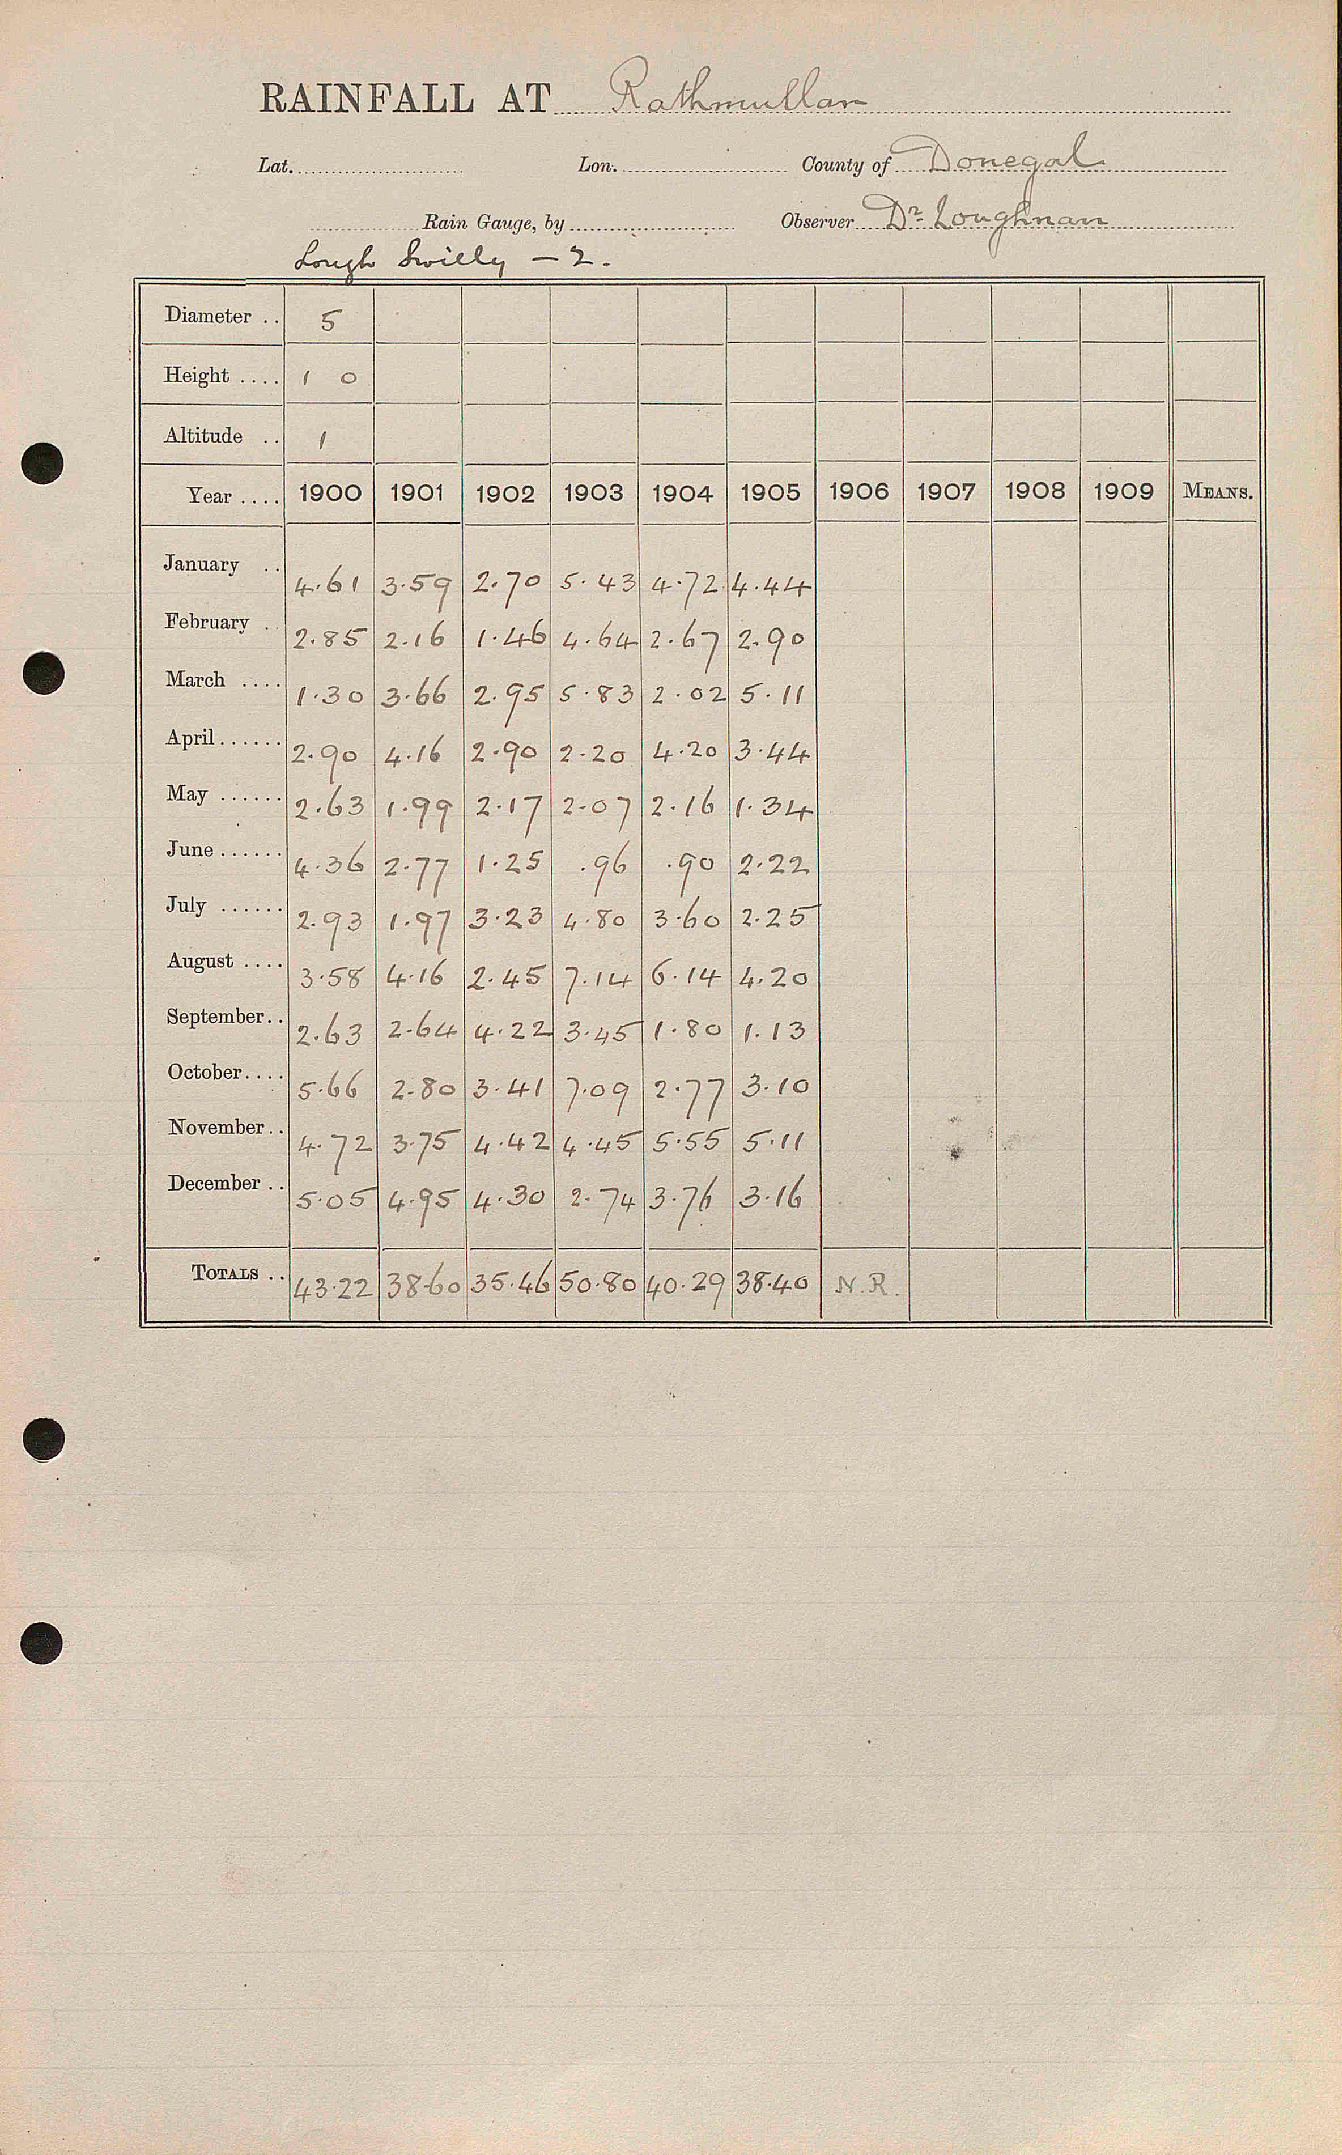 RAINFALL AT Rathmullan
Lat. Lon. County of Donegal
Rain Gauge, by Observer Dr. Loughnan
Lough Swilly - 2.
Diameter .. 5
Height .... 1 0
Altitude .. 1
Year .... 1900 1901 1902 1903 1904 1905 1906 1907 1908 1909 MEANS.
January .. 4.61 3.59 2.70 5.43 4.72 4.44
February .. 2.85 2.16 1.46 4.64 2.67 2.90
March .... 1.30 3.66 2.95 5.83 2.02 5.11
April ...... 2.90 4.16 2.90 2.20 4.20 3.44
May ...... 2.63 1.99 2.17 2.07 2.16 1.34
June ...... 4.36 2.77 1.25 .96 .90 2.22
July ...... 2.93 1.97 3.23 4.80 3.60 2.25
August .... 3.58 4.16 2.45 7.14 6.14 4.20
September.. 2.63 2.64 4.22 3.45 1.80 1.13
October.... 5.66 2.80 3.41 7.09 2.77 3.10
November.. 4.72 3.75 4.42 4.45 5.55 5.11
December .. 5.05 4.95 4.30 2.74 3.76 3.16
TOTALS .. 43.22 38.60 35.46 50.80 40.29 38.40 N.R.